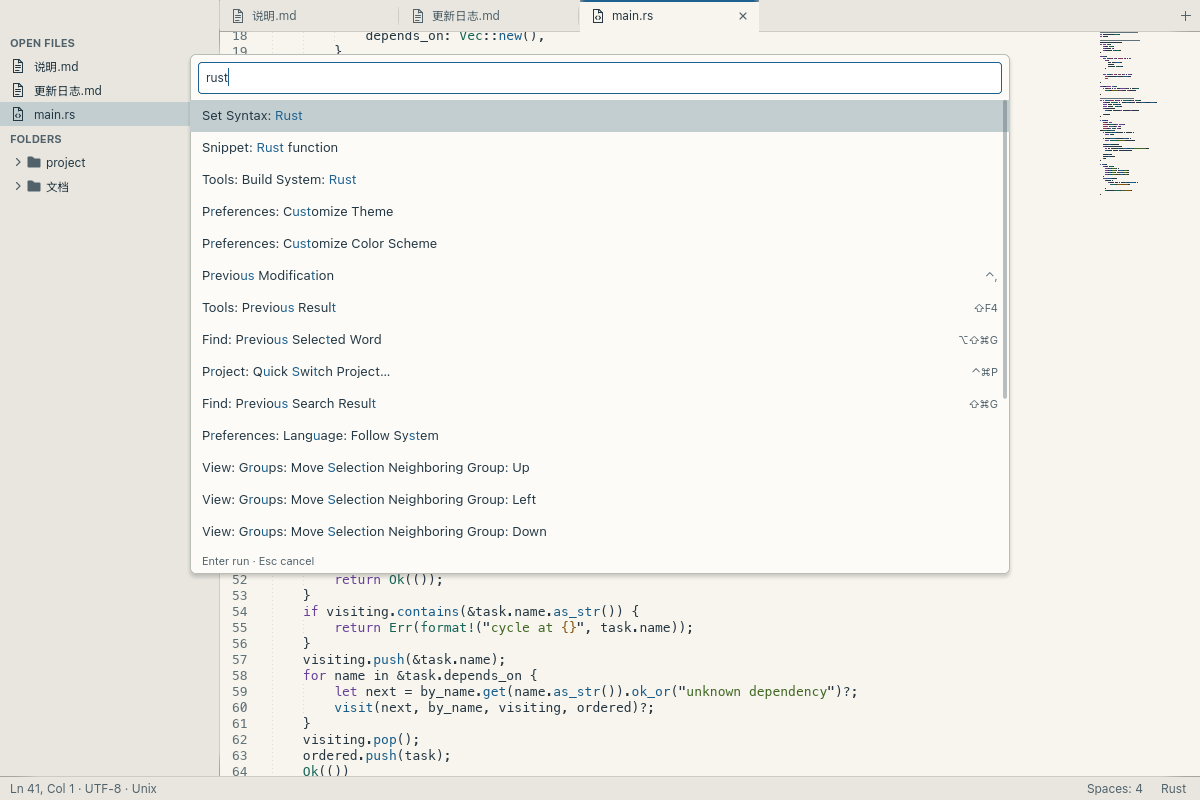 说明.md
更新日志.md
main.rs
OPEN FILES
说明.md
更新日志.md
main.rs
FOLDERS
project
文档
18 depends_on: Vec::new(),
19 }
rust
Set Syntax: Rust
Snippet: Rust function
Tools: Build System: Rust
Preferences: Customize Theme
Preferences: Customize Color Scheme
Previous Modification ^,
Tools: Previous Result ⇧F4
Find: Previous Selected Word ⌥⇧⌘G
Project: Quick Switch Project... ^⌘P
Find: Previous Search Result ⇧⌘G
Preferences: Language: Follow System
View: Groups: Move Selection Neighboring Group: Up
View: Groups: Move Selection Neighboring Group: Left
View: Groups: Move Selection Neighboring Group: Down
Enter run · Esc cancel
52 return Ok(());
53 }
54 if visiting.contains(&task.name.as_str()) {
55 return Err(format!("cycle at {}", task.name));
56 }
57 visiting.push(&task.name);
58 for name in &task.depends_on {
59 let next = by_name.get(name.as_str()).ok_or("unknown dependency")?;
60 visit(next, by_name, visiting, ordered)?;
61 }
62 visiting.pop();
63 ordered.push(task);
64 Ok(())
Ln 41, Col 1 · UTF-8 · Unix
Spaces: 4
Rust